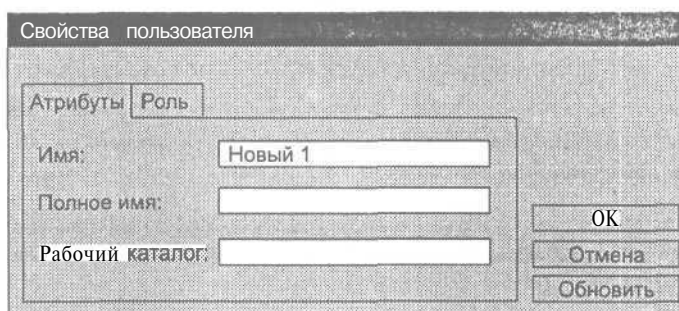 Свойства пользователя
Атрибуты Роль
Имя: Новый 1
Полное имя:
Рабочий каталог:
OK
Отмена
Обновить